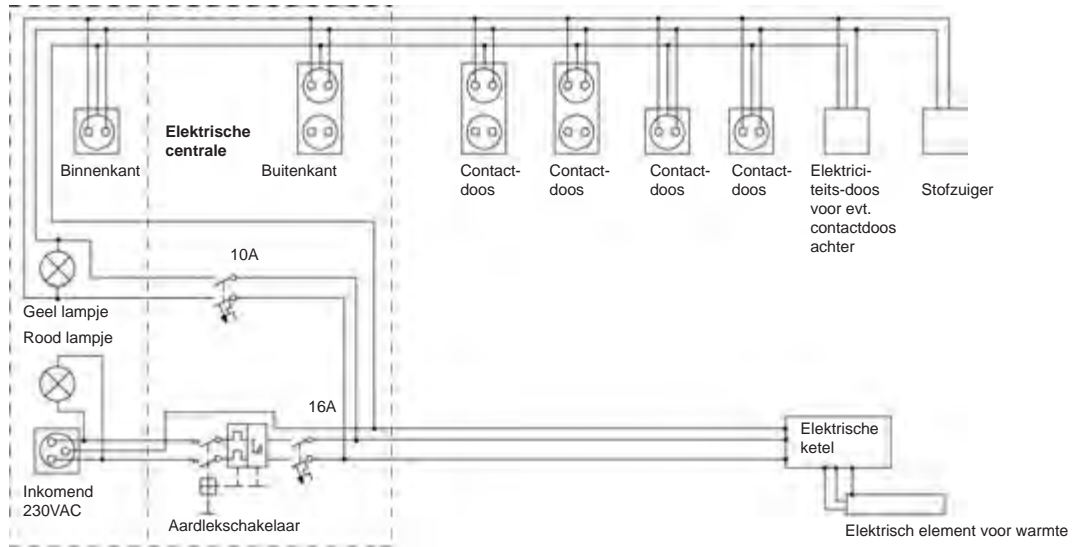 Elektrische
centrale
Binnenkant
Buitenkant
Contact-
doos
Contact-
doos
Contact-
doos
Contact-
doos
Elektrici-
teits-doos
voor evt.
contactdoos
achter
Stofzuiger
10A
Geel lampje
Rood lampje
16A
Elektrische
ketel
Inkomend
230VAC
Aardlekschakelaar
Elektrisch element voor warmte